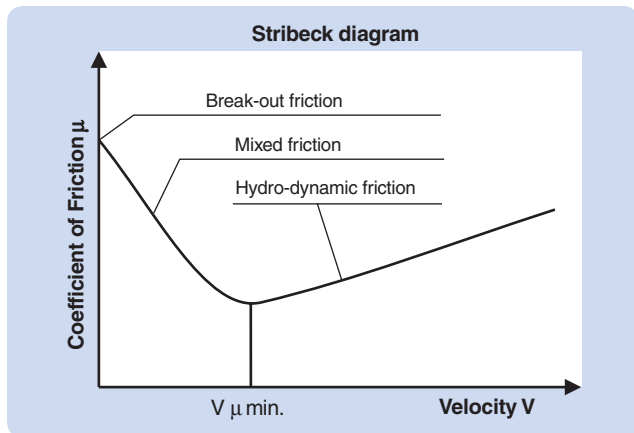 Stribeck diagram
Break-out friction
Mixed friction
Hydro-dynamic friction
Coefficient of Friction µ
V µ min.
Velocity V